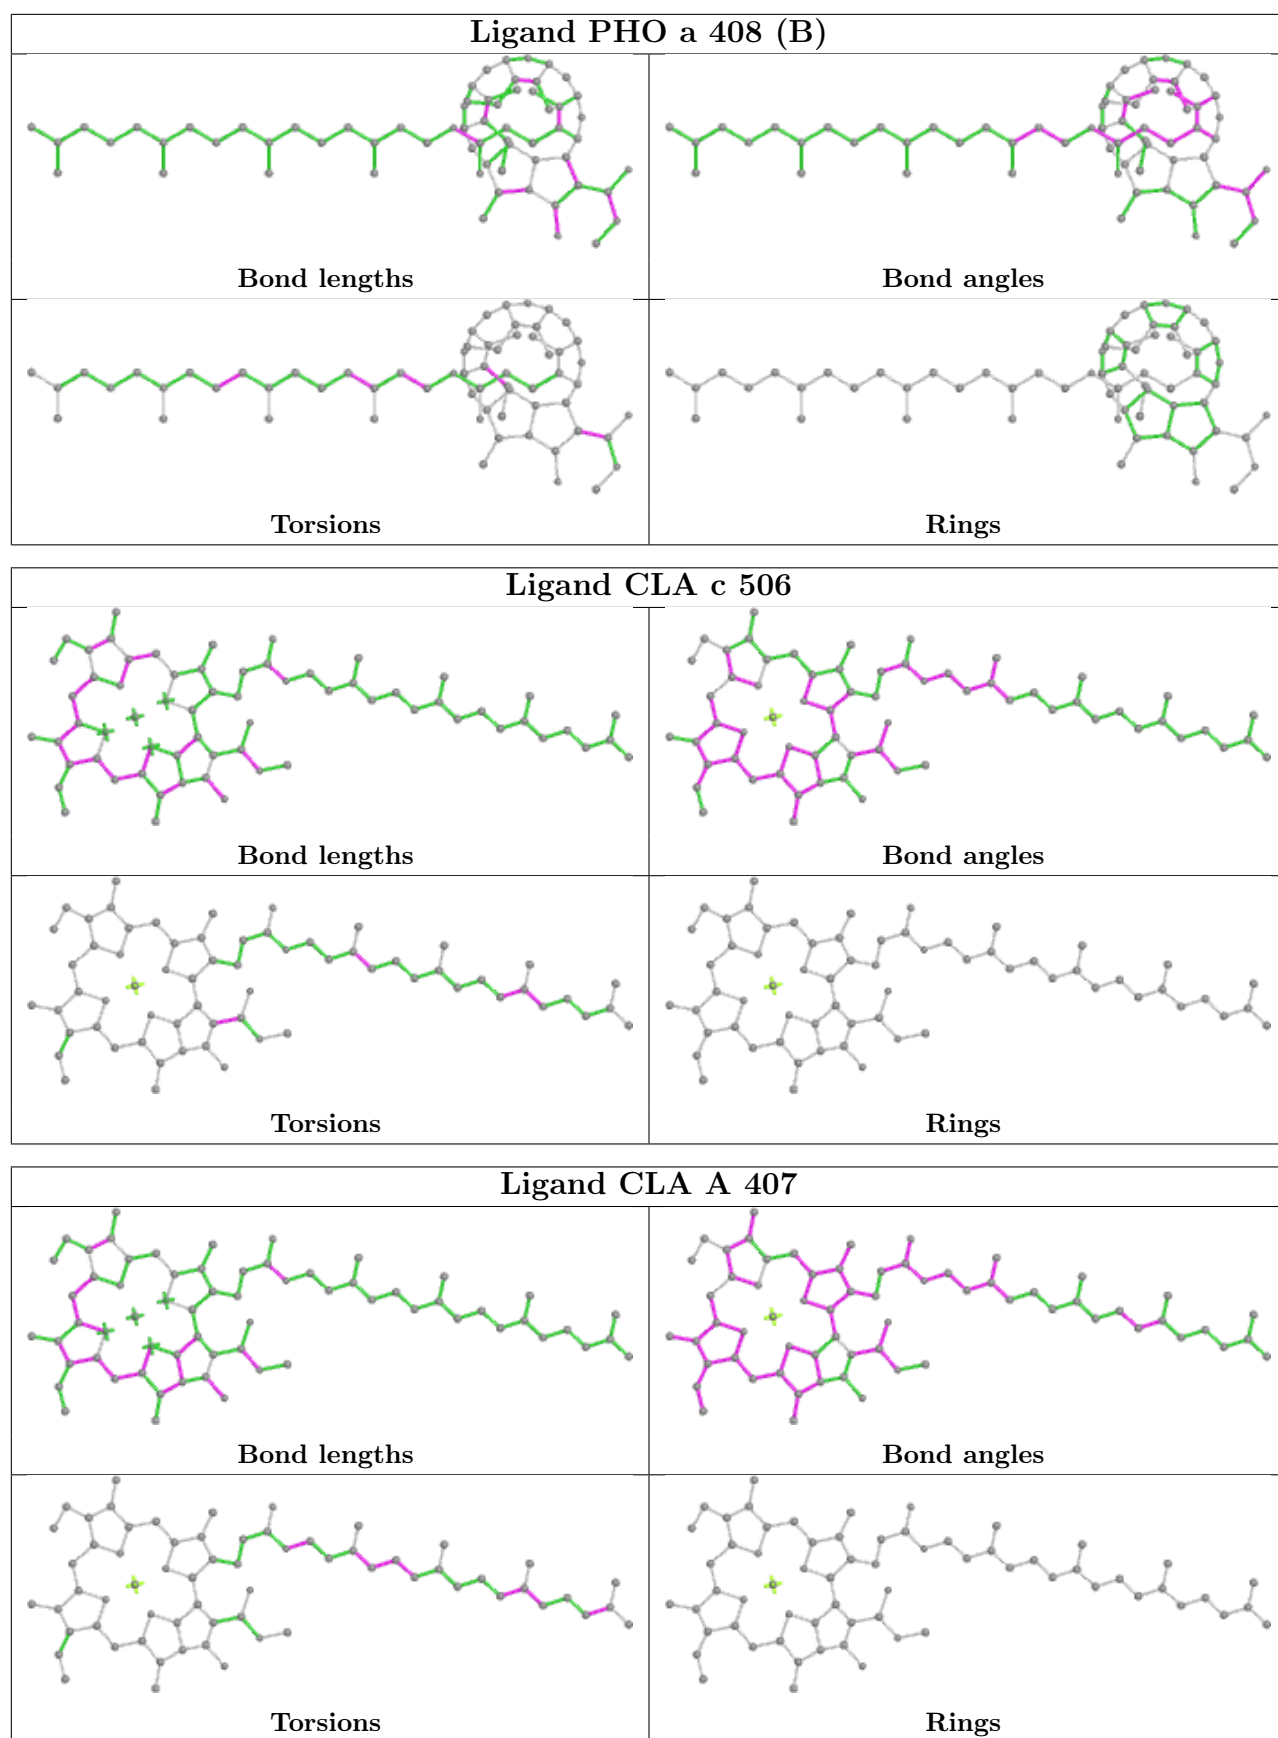 Ligand PHO a 408 (B)
Bond lengths
Bond angles
Torsions
Rings
Ligand CLA c 506
Bond lengths
Bond angles
Torsions
Rings
Ligand CLA A 407
Bond lengths
Bond angles
Torsions
Rings